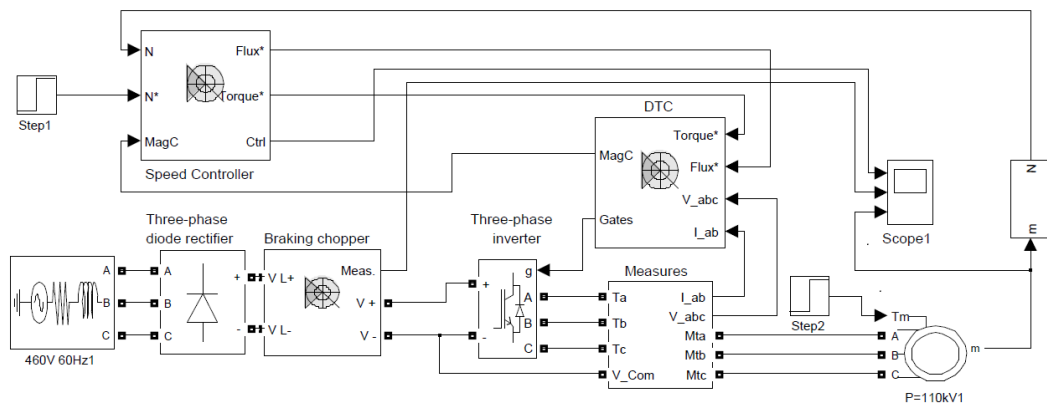 N
Flux*
N*
Torque*
MagC
Ctrl
Step1
Speed Controller
DTC
Torque*
MagC
Flux*
V_abc
Gates
I_ab
N
m
Scope1
Three-phase
diode rectifier
Braking chopper
Three-phase
inverter
Measures
A
B
C
460V 60Hz1
A
B
C
+
-
V L+
V L-
Meas.
V +
V -
+
-
g
A
B
C
Ta
Tb
Tc
V_Com
I_ab
V_abc
Mta
Mtb
Mtc
Step2
Tm
A
B
C
m
P=110kV1